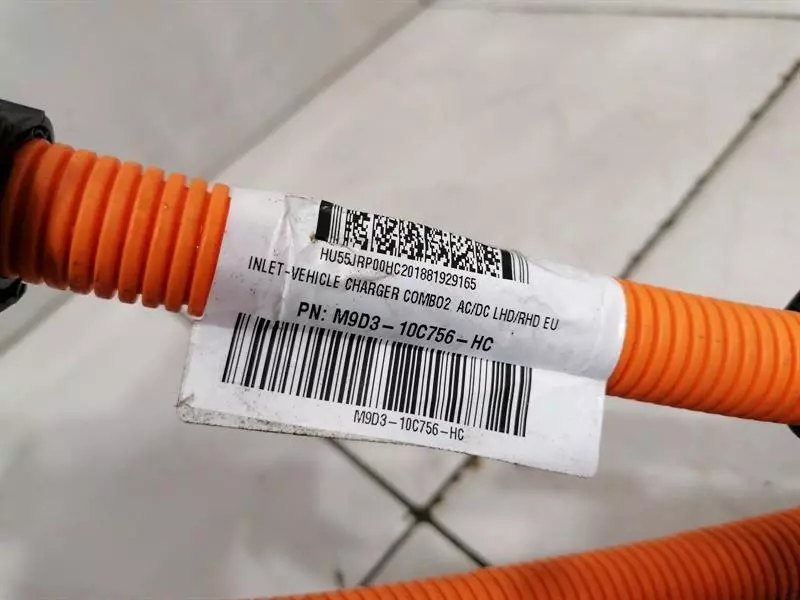 HU55JRP00HC201881929165
INLET-VEHICLE CHARGER COMBO2 AC/DC LHD/RHD EU
PN: M9D3-10C756-HC
M9D3-10C756-HC